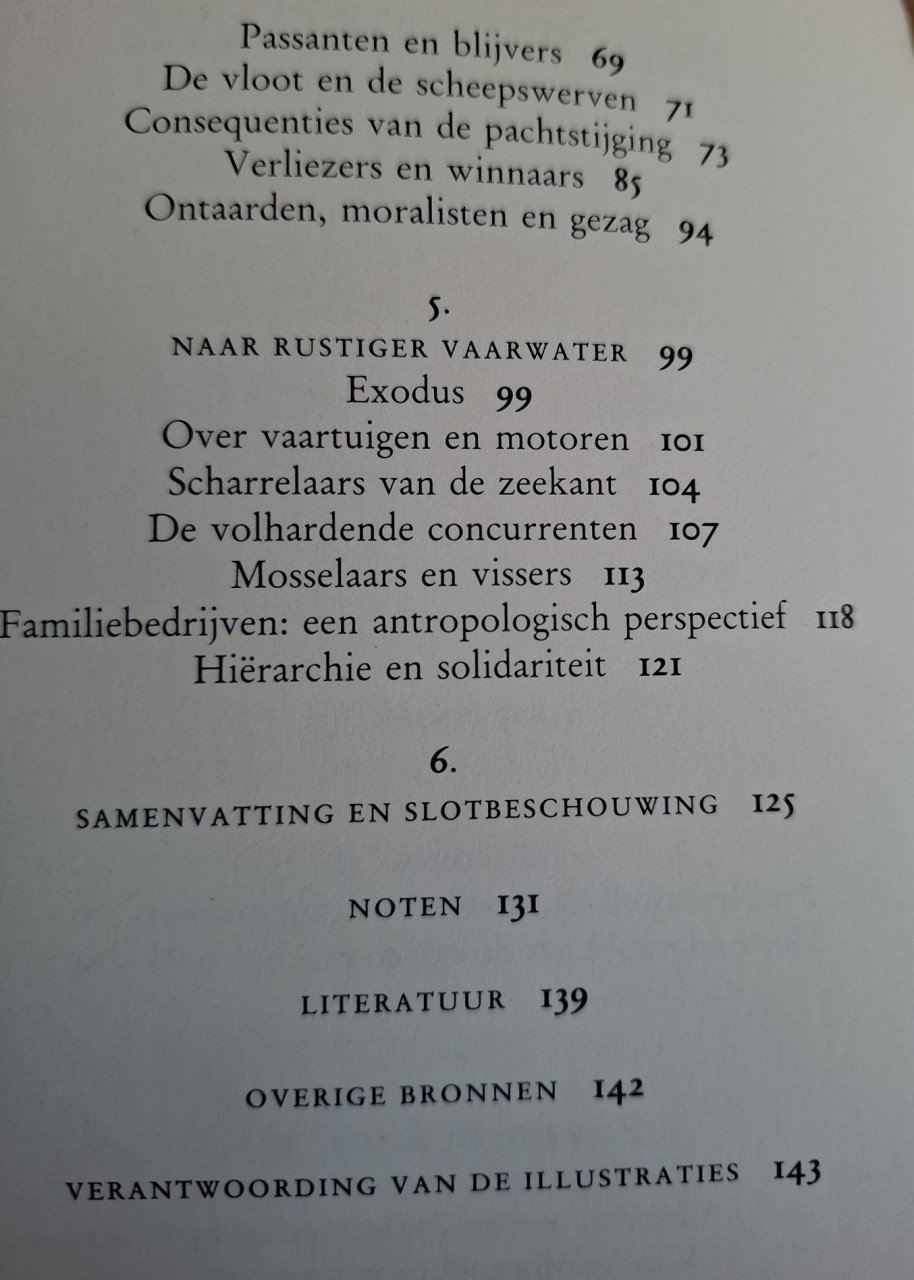 Passanten en blijvers 69
De vloot en de scheepswerven 71
Consequenties van de pachtstijging 73
Verliezers en winnaars 85
Ontaarden, moralisten en gezag 94
5.
NAAR RUSTIGER VAARWATER 99
Exodus 99
Over vaartuigen en motoren 101
Scharrelaars van de zeekant 104
De volhardende concurrenten 107
Mosselaars en vissers 113
Familiebedrijven: een antropologisch perspectief 118
Hiërarchie en solidariteit 121
6.
SAMENVATTING EN SLOTBESCHOUWING 125
NOTEN 131
LITERATUUR 139
OVERIGE BRONNEN 142
VERANTWOORDING VAN DE ILLUSTRATIES 143